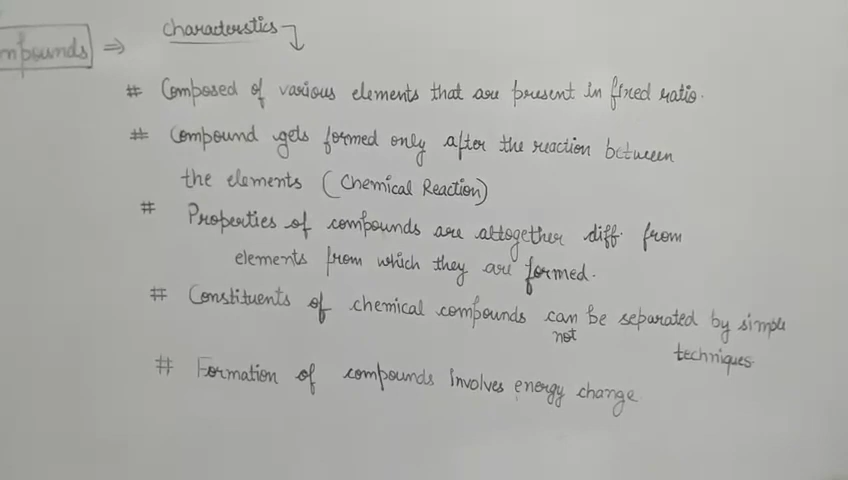 mpounds ⇒ characterstics
# Composed of various elements that are present in fixed ratio.
# Compound gets formed only after the reaction between
the elements (Chemical Reaction)
# Properties of compounds are altogether diff. from
elements from which they are formed.
# Constituents of chemical compounds can be separated by simple
not
techniques.
# Formation of compounds involves energy change